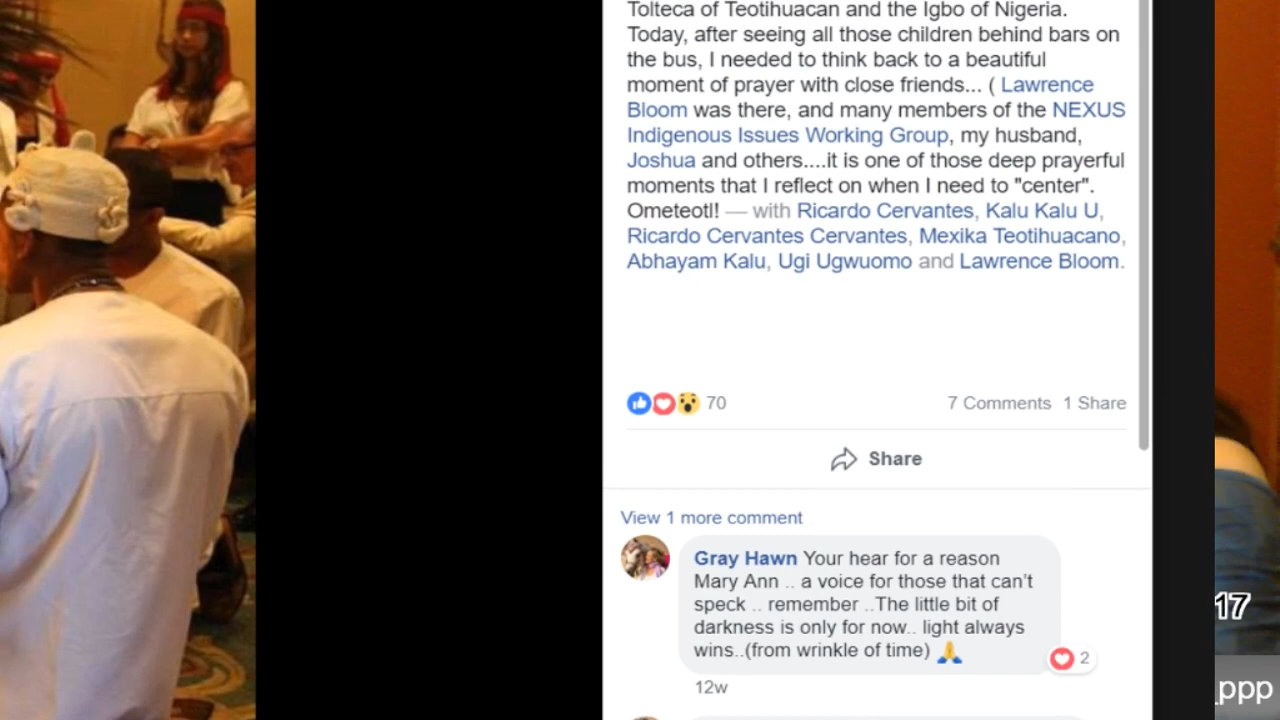 Tolteca of Teotihuacan and the Igbo of Nigeria.
Today, after seeing all those children behind bars on
the bus, I needed to think back to a beautiful
moment of prayer with close friends... ( Lawrence
Bloom was there, and many members of the NEXUS
Indigenous Issues Working Group, my husband,
Joshua and others....it is one of those deep prayerful
moments that I reflect on when I need to "center".
Ometeotl! — with Ricardo Cervantes, Kalu Kalu U,
Ricardo Cervantes Cervantes, Mexika Teotihuacano,
Abhayam Kalu, Ugi Ugwuomo and Lawrence Bloom.
70
7 Comments 1 Share
Share
View 1 more comment
Gray Hawn Your hear for a reason
Mary Ann .. a voice for those that can't
speck .. remember ..The little bit of
darkness is only for now.. light always
wins..(from wrinkle of time) 🙏
2
12w
17
_ppp